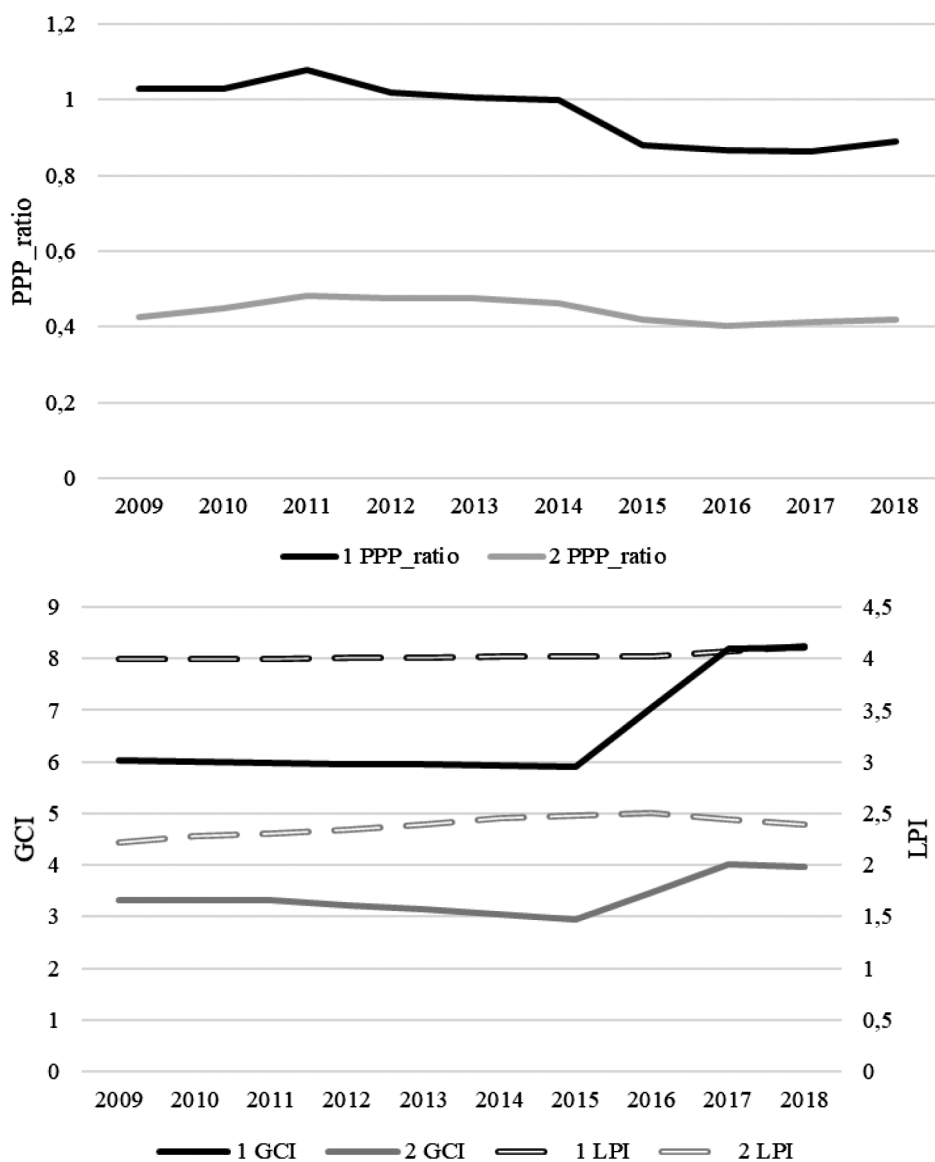 1,2
1
0,8
0,6
0,4
0,2
0
PPP_ratio
2009 2010 2011 2012 2013 2014 2015 2016 2017 2018
1 PPP_ratio 2 PPP_ratio
9 4,5
8 4
7 3,5
6 3
5 2,5
4 2
3 1,5
2 1
1 0,5
0 0
GCI
LPI
2009 2010 2011 2012 2013 2014 2015 2016 2017 2018
1 GCI 2 GCI 1 LPI 2 LPI